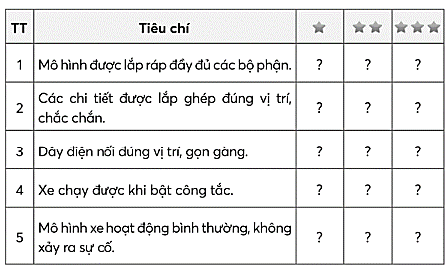 TT Tiêu chí ★ ★★ ★★★
1 Mô hình được lắp ráp đầy đủ các bộ phận. ? ? ?
2 Các chi tiết được lắp ghép đúng vị trí, ? ? ?
chắc chắn.
3 Dây điện nối đúng vị trí, gọn gàng. ? ? ?
4 Xe chạy được khi bật công tắc. ? ? ?
5 Mô hình xe hoạt động bình thường, không ? ? ?
xảy ra sự cố.